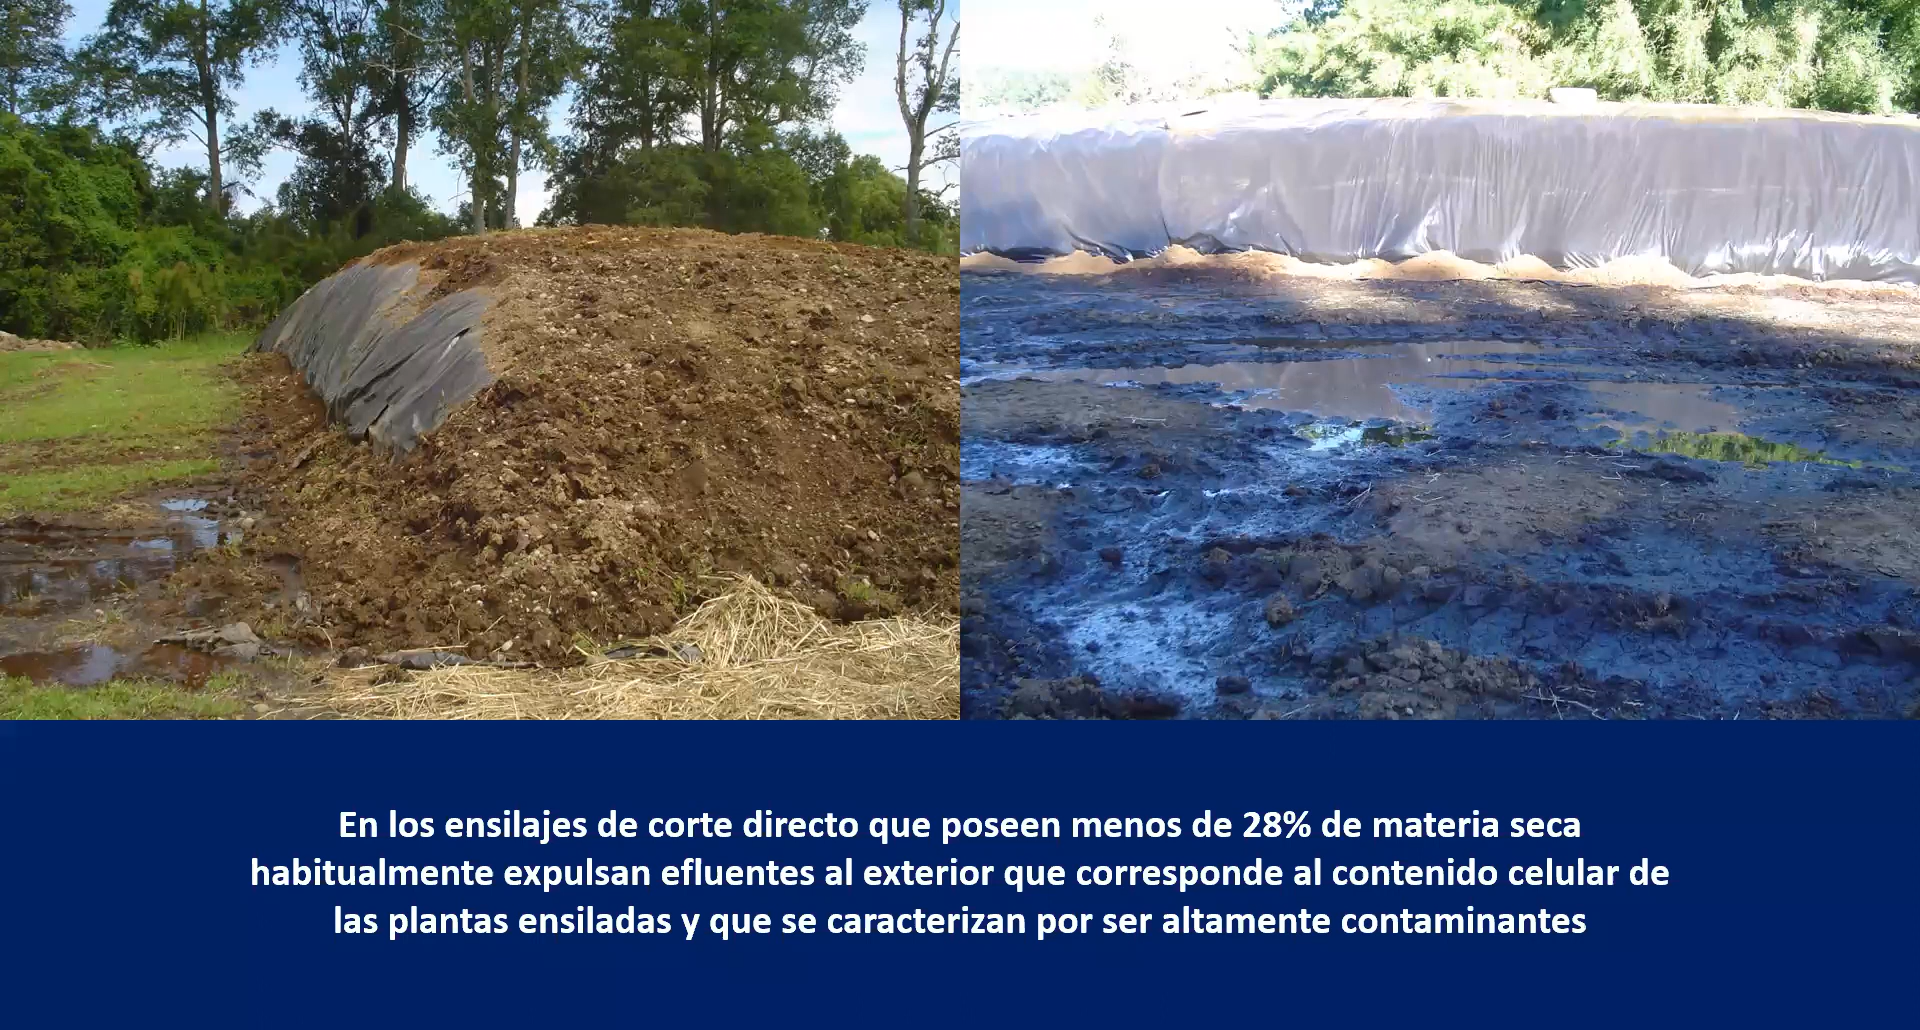 En los ensilajes de corte directo que poseen menos de 28% de materia seca
habitualmente expulsan efluentes al exterior que corresponde al contenido celular de
las plantas ensiladas y que se caracterizan por ser altamente contaminantes